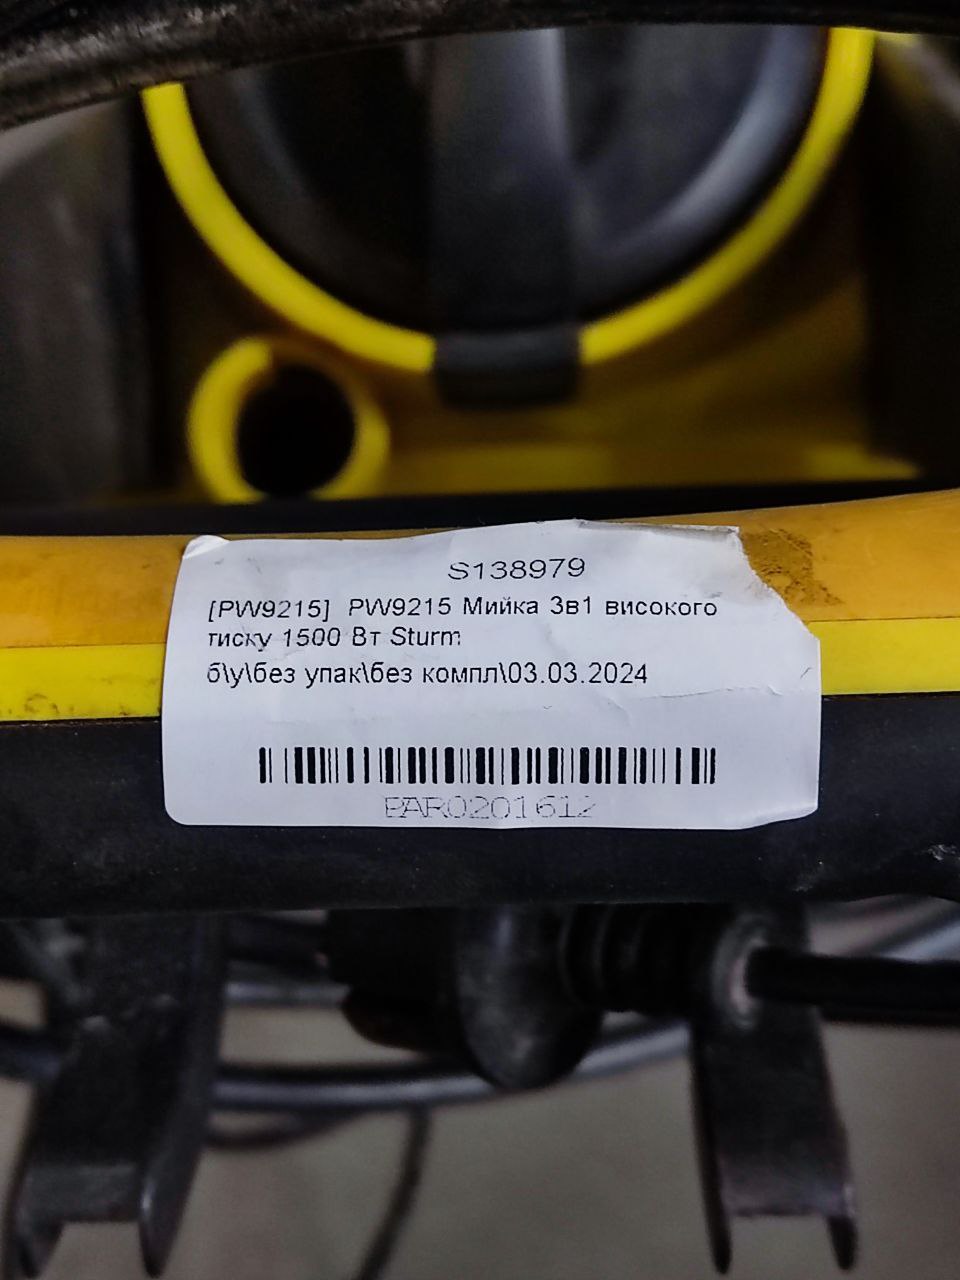 S138979
[PW9215] PW9215 Мийка 3в1 високого
тиску 1500 Вт Sturm
б\у\без упак\без компл\03.03.2024
PAR0201612